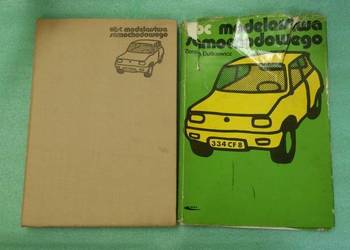 abc modelarstwa
samochodowego
abc modelarstwa
samochodowego
334 CF 8